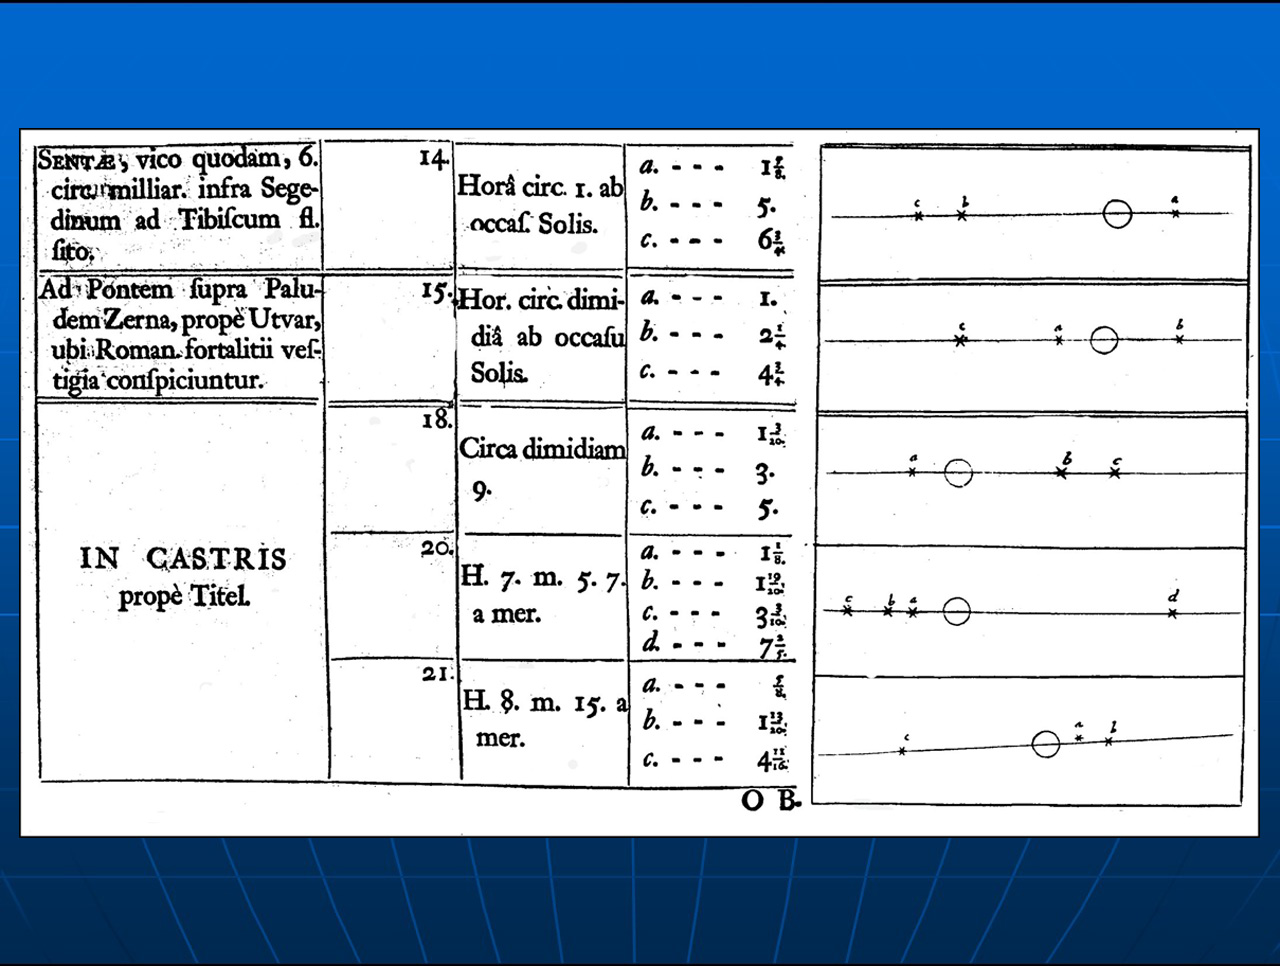 SENTÆ, vico quodam, 6.
circ. milliar. infra Sege-
dinum ad Tibiſcum fl.
ſito.
14.
Horâ circ. 1. ab
occaſ. Solis.
a. - - - 1 5/8.
b. - - - 5.
c. - - - 6 3/4.
c b a
Ad Pontem ſupra Palu-
dem Zerna, propè Utvar,
ubi Roman. fortalitii veſ-
tigia conſpiciuntur.
15.
Hor. circ. dimi-
diâ ab occaſu
Solis.
a. - - - 1.
b. - - - 2 1/4.
c. - - - 4 3/4.
c a b
IN CASTRIS
propè Titel.
18.
Circa dimidiam
9.
a. - - - 1 3/20.
b. - - - 3.
c. - - - 5.
a b c
20.
H. 7. m. 5. 7.
a mer.
a. - - - 1 1/8.
b. - - - 1 19/20.
c. - - - 3 3/10.
d. - - - 7 2/5.
c b a d
21.
H. 8. m. 15. a
mer.
a. - - - 5/8.
b. - - - 1 13/20.
c. - - - 4 11/16.
c a b
O B.